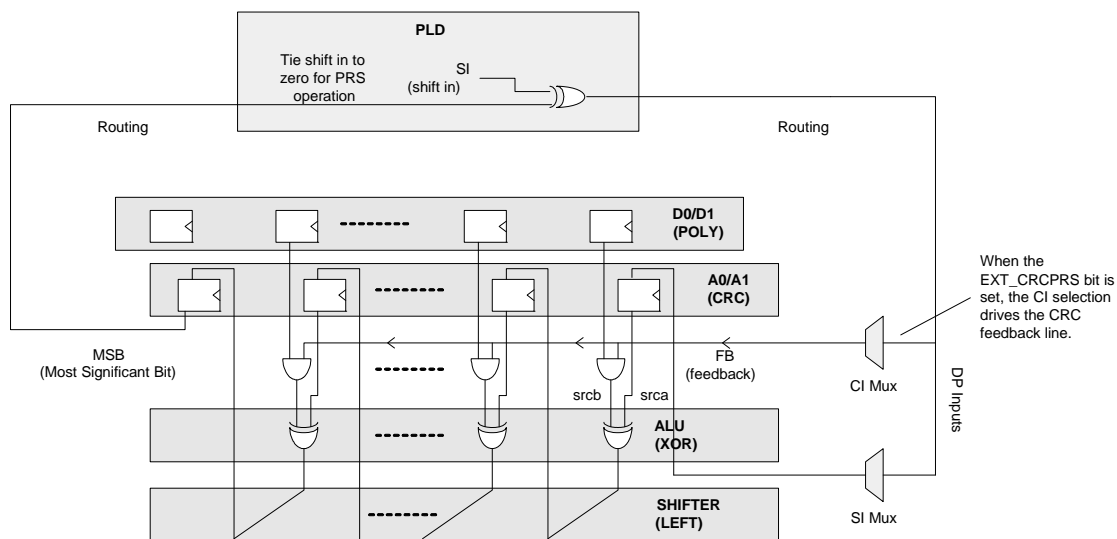 PLD
Tie shift in to
zero for PRS
operation
SI
(shift in)
Routing
Routing
D0/D1
(POLY)
A0/A1
(CRC)
When the
EXT_CRCPRS bit is
set, the CI selection
drives the CRC
feedback line.
MSB
(Most Significant Bit)
FB
(feedback)
CI Mux
DP Inputs
srcb
srca
ALU
(XOR)
SI Mux
SHIFTER
(LEFT)